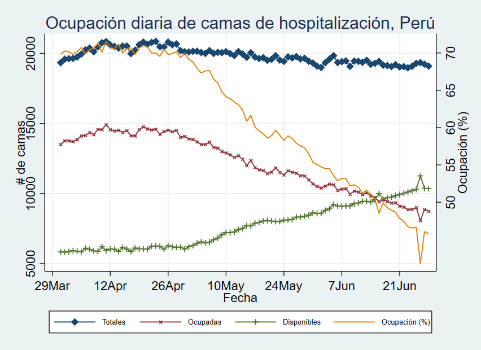 Ocupación diaria de camas de hospitalización, Perú
20000
15000
10000
5000
# de camas
70
65
60
55
50
Ocupación (%)
29Mar 12Apr 26Apr 10May 24May 7Jun 21Jun
Fecha
Totales Ocupadas Disponibles Ocupación (%)